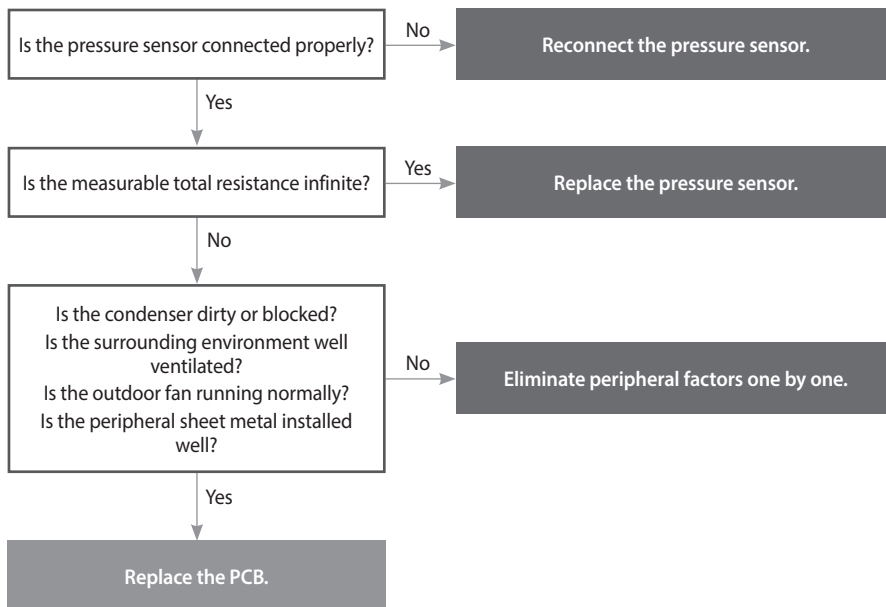 Is the pressure sensor connected properly?
No
Reconnect the pressure sensor.
Yes
Is the measurable total resistance infinite?
Yes
Replace the pressure sensor.
No
Is the condenser dirty or blocked?
Is the surrounding environment well
ventilated?
Is the outdoor fan running normally?
Is the peripheral sheet metal installed
well?
No
Eliminate peripheral factors one by one.
Yes
Replace the PCB.